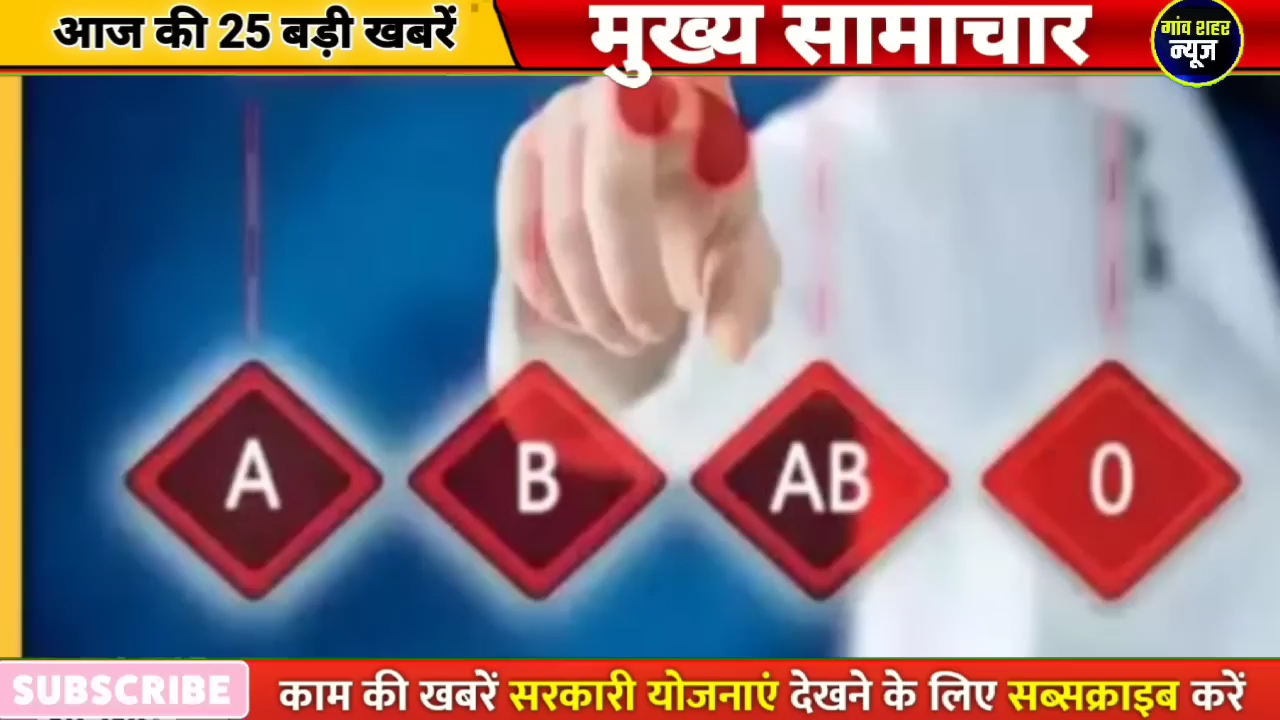 आज की 25 बड़ी खबरें
मुख्य सामाचार
गांव शहर
न्यूज
A
B
AB
O
SUBSCRIBE
काम की खबरें सरकारी योजनाएं देखने के लिए सब्सक्राइब करें